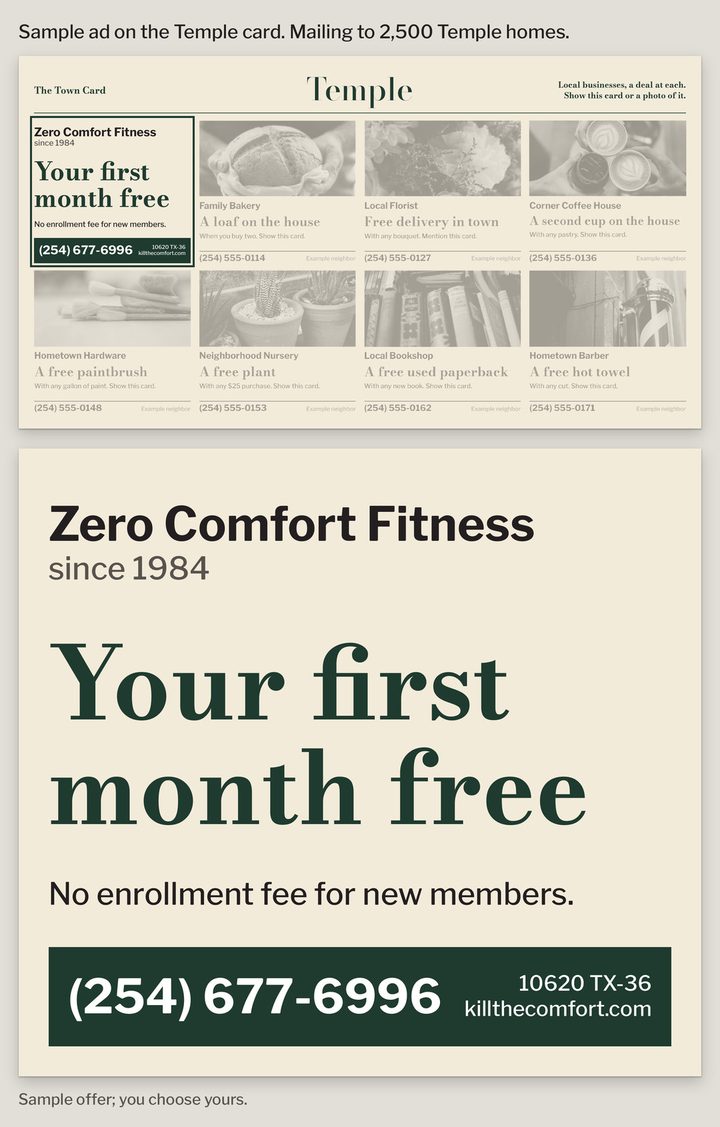 Sample ad on the Temple card. Mailing to 2,500 Temple homes.
The Town Card
Temple
Local businesses, a deal at each.
Show this card or a photo of it.
Zero Comfort Fitness
since 1984
Your first
month free
No enrollment fee for new members.
(254) 677-6996
10620 TX-36
killthecomfort.com
Family Bakery
A loaf on the house
When you buy two. Show this card.
(254) 555-0114
Example neighbor
Local Florist
Free delivery in town
With any bouquet. Mention this card.
(254) 555-0127
Example neighbor
Corner Coffee House
A second cup on the house
With any pastry. Show this card.
(254) 555-0136
Example neighbor
Hometown Hardware
A free paintbrush
With any gallon of paint. Show this card.
(254) 555-0148
Example neighbor
Neighborhood Nursery
A free plant
With any $25 purchase. Show this card.
(254) 555-0153
Example neighbor
Local Bookshop
A free used paperback
With any new book. Show this card.
(254) 555-0162
Example neighbor
Hometown Barber
A free hot towel
With any cut. Show this card.
(254) 555-0171
Example neighbor
Zero Comfort Fitness
since 1984
Your first
month free
No enrollment fee for new members.
(254) 677-6996
10620 TX-36
killthecomfort.com
Sample offer; you choose yours.